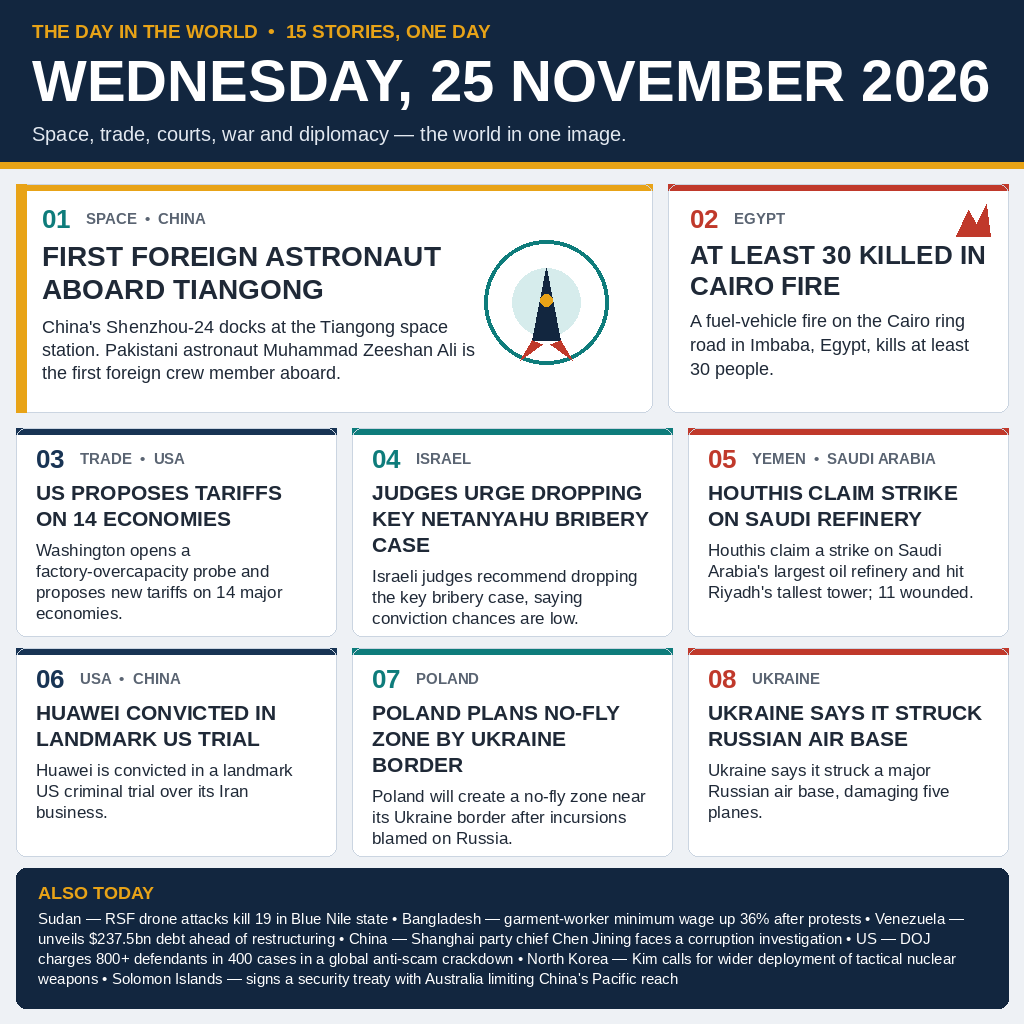 THE DAY IN THE WORLD • 15 STORIES, ONE DAY
WEDNESDAY, 25 NOVEMBER 2026
Space, trade, courts, war and diplomacy — the world in one image.
01 SPACE • CHINA
FIRST FOREIGN ASTRONAUT
ABOARD TIANGONG
China's Shenzhou-24 docks at the Tiangong space
station. Pakistani astronaut Muhammad Zeeshan Ali is
the first foreign crew member aboard.
02 EGYPT
AT LEAST 30 KILLED IN
CAIRO FIRE
A fuel-vehicle fire on the Cairo ring
road in Imbaba, Egypt, kills at least
30 people.
03 TRADE • USA
US PROPOSES TARIFFS
ON 14 ECONOMIES
Washington opens a
factory-overcapacity probe and
proposes new tariffs on 14 major
economies.
04 ISRAEL
JUDGES URGE DROPPING
KEY NETANYAHU BRIBERY
CASE
Israeli judges recommend dropping
the key bribery case, saying
conviction chances are low.
05 YEMEN • SAUDI ARABIA
HOUTHIS CLAIM STRIKE
ON SAUDI REFINERY
Houthis claim a strike on Saudi
Arabia's largest oil refinery and hit
Riyadh's tallest tower; 11 wounded.
06 USA • CHINA
HUAWEI CONVICTED IN
LANDMARK US TRIAL
Huawei is convicted in a landmark
US criminal trial over its Iran
business.
07 POLAND
POLAND PLANS NO-FLY
ZONE BY UKRAINE
BORDER
Poland will create a no-fly zone near
its Ukraine border after incursions
blamed on Russia.
08 UKRAINE
UKRAINE SAYS IT STRUCK
RUSSIAN AIR BASE
Ukraine says it struck a major
Russian air base, damaging five
planes.
ALSO TODAY
Sudan — RSF drone attacks kill 19 in Blue Nile state • Bangladesh — garment-worker minimum wage up 36% after protests • Venezuela —
unveils $237.5bn debt ahead of restructuring • China — Shanghai party chief Chen Jining faces a corruption investigation • US — DOJ
charges 800+ defendants in 400 cases in a global anti-scam crackdown • North Korea — Kim calls for wider deployment of tactical nuclear
weapons • Solomon Islands — signs a security treaty with Australia limiting China's Pacific reach